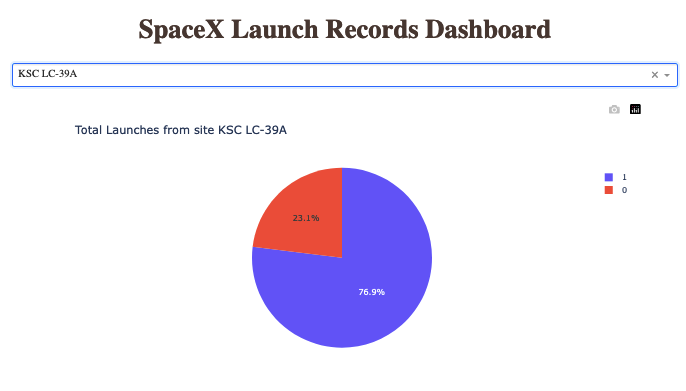 SpaceX Launch Records Dashboard
KSC LC-39A
Total Launches from site KSC LC-39A
1
0
23.1%
76.9%